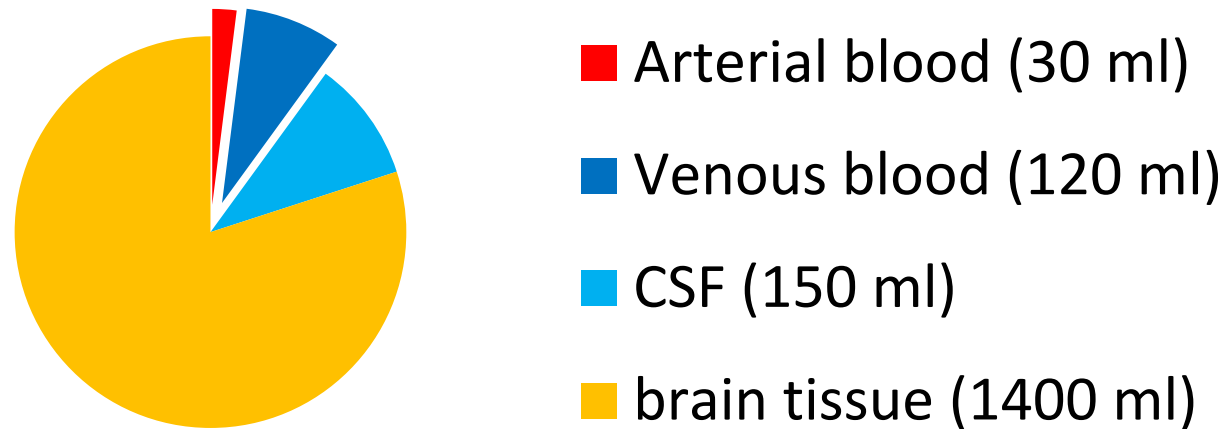 Arterial blood (30 ml)
Venous blood (120 ml)
CSF (150 ml)
brain tissue (1400 ml)